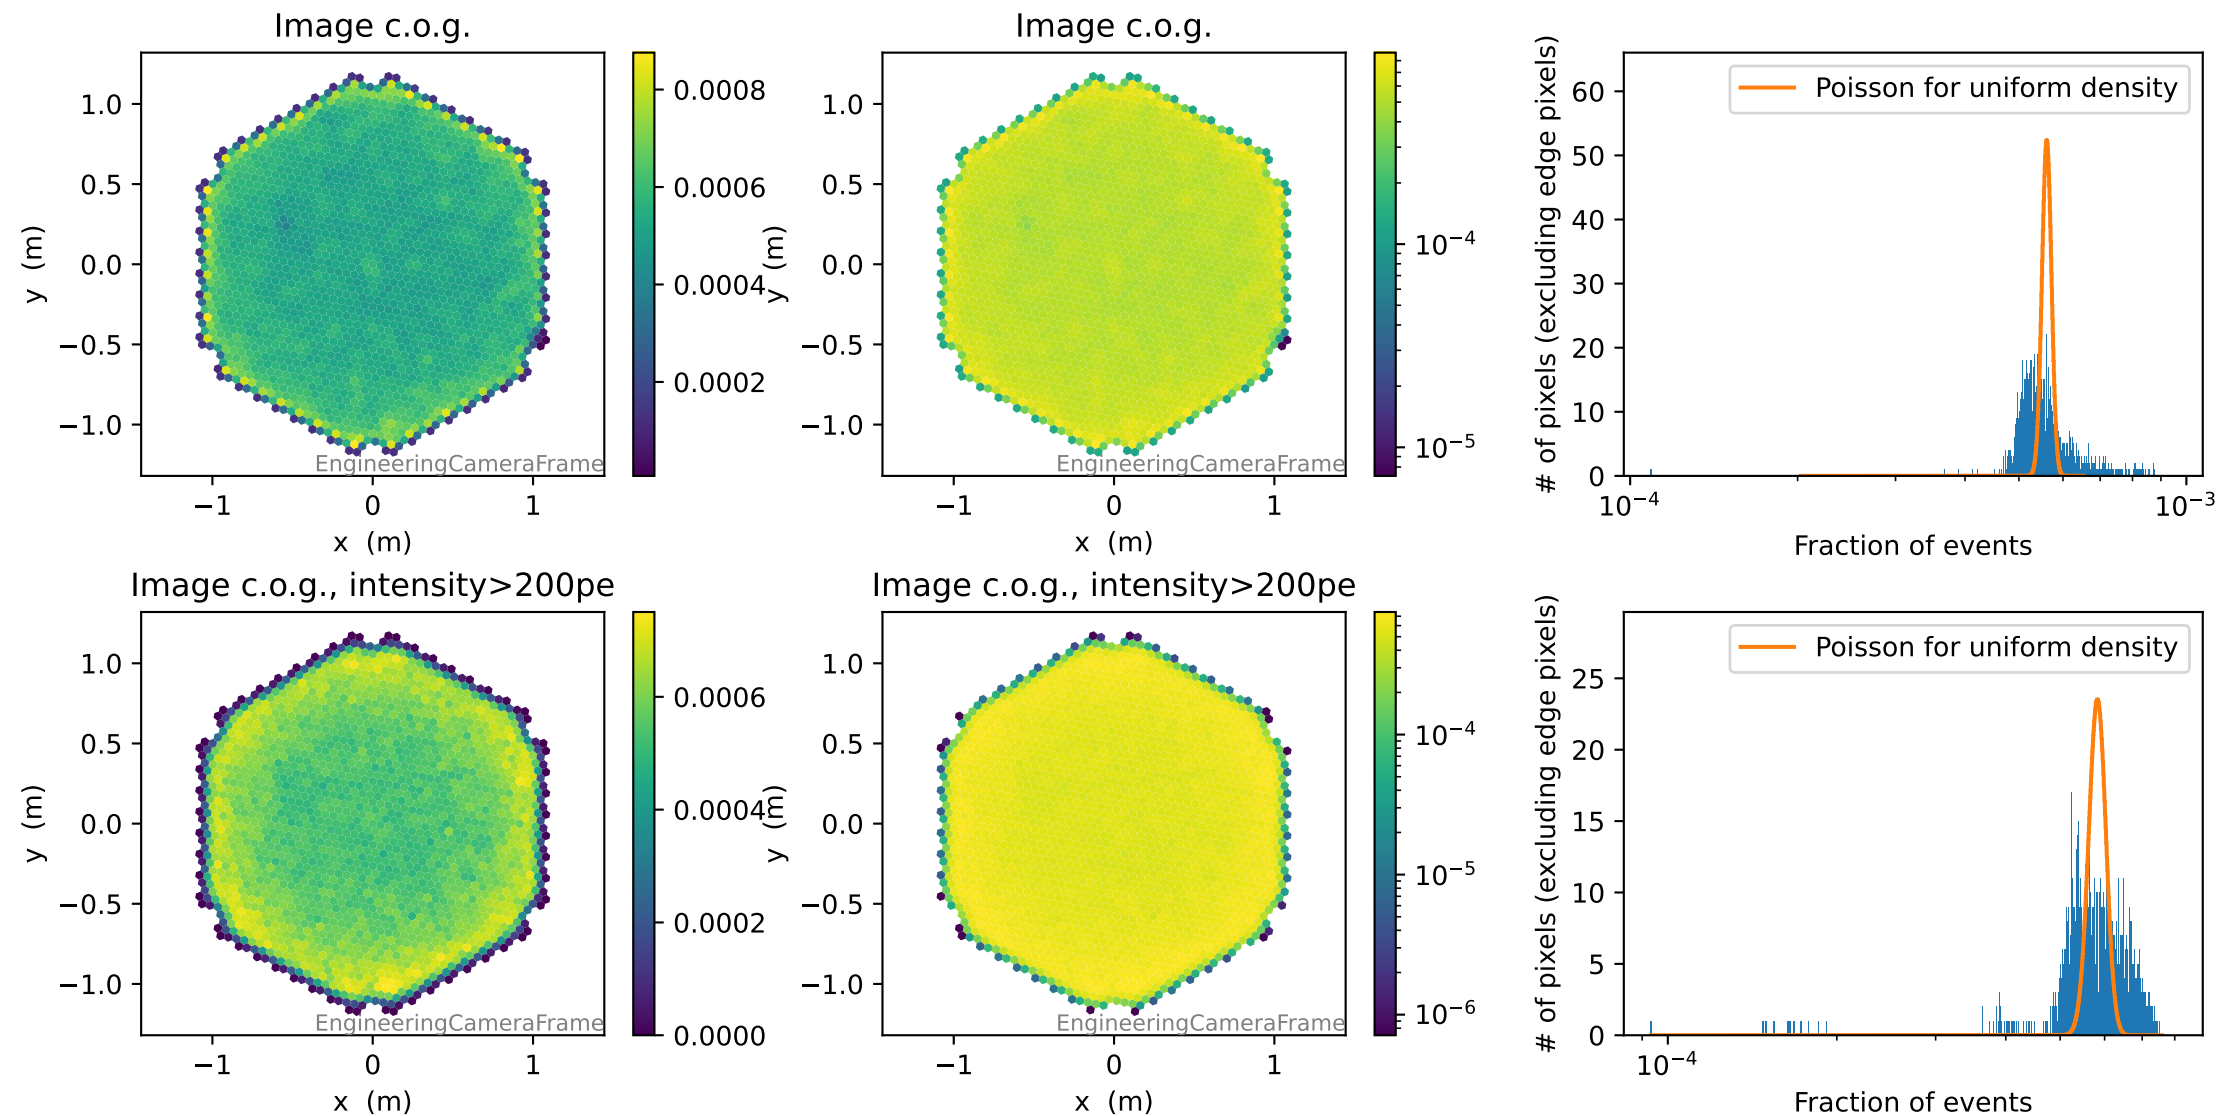 Image c.o.g.
y (m)
1.0
0.5
0.0
−0.5
−1.0
−1
0
1
x (m)
EngineeringCameraFrame
0.0008
0.0006
0.0004
0.0002
Image c.o.g.
y (m)
1.0
0.5
0.0
−0.5
−1.0
−1
0
1
x (m)
EngineeringCameraFrame
10−4
10−5
# of pixels (excluding edge pixels)
60
50
40
30
20
10
0
Poisson for uniform density
10−4
10−3
Fraction of events
Image c.o.g., intensity>200pe
y (m)
1.0
0.5
0.0
−0.5
−1.0
−1
0
1
x (m)
EngineeringCameraFrame
0.0006
0.0004
0.0002
0.0000
Image c.o.g., intensity>200pe
y (m)
1.0
0.5
0.0
−0.5
−1.0
−1
0
1
x (m)
EngineeringCameraFrame
10−4
10−5
10−6
# of pixels (excluding edge pixels)
25
20
15
10
5
0
Poisson for uniform density
10−4
Fraction of events